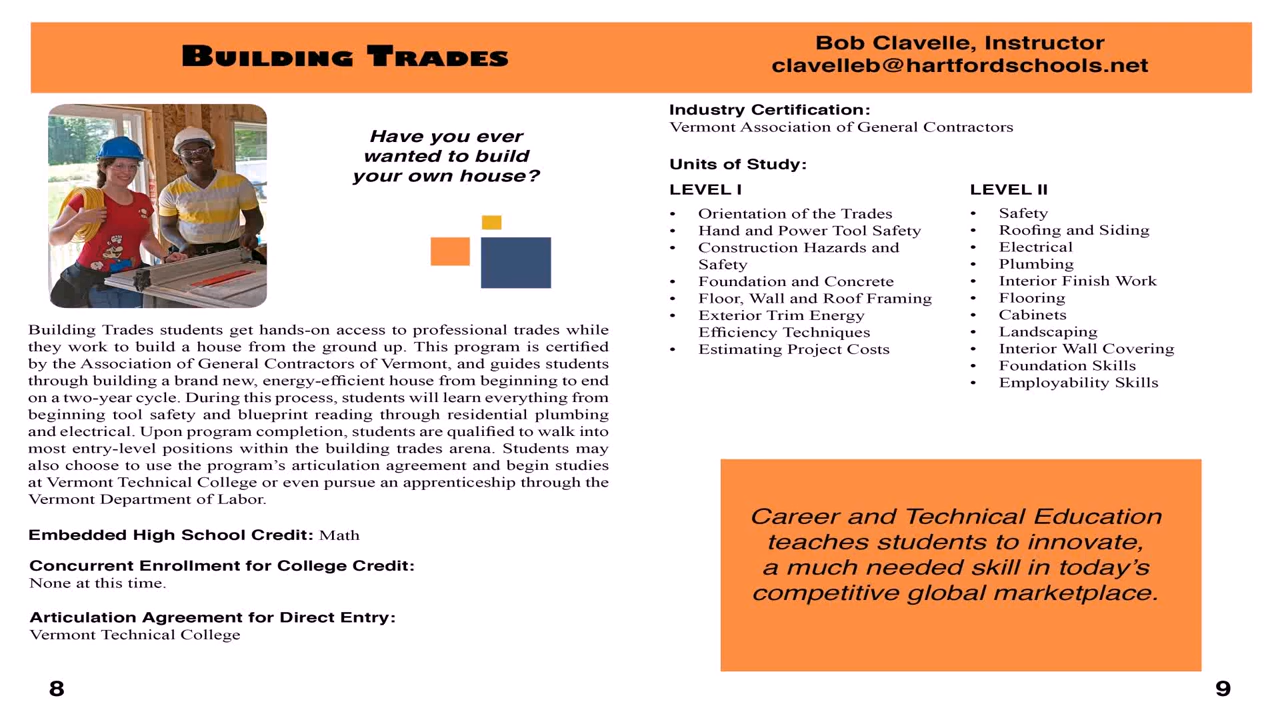 BUILDING TRADES
Bob Clavelle, Instructor
clavelleb@hartfordschools.net
Have you ever
wanted to build
your own house?
Building Trades students get hands-on access to professional trades while
they work to build a house from the ground up. This program is certified
by the Association of General Contractors of Vermont, and guides students
through building a brand new, energy-efficient house from beginning to end
on a two-year cycle. During this process, students will learn everything from
beginning tool safety and blueprint reading through residential plumbing
and electrical. Upon program completion, students are qualified to walk into
most entry-level positions within the building trades arena. Students may
also choose to use the program’s articulation agreement and begin studies
at Vermont Technical College or even pursue an apprenticeship through the
Vermont Department of Labor.
Embedded High School Credit: Math
Concurrent Enrollment for College Credit:
None at this time.
Articulation Agreement for Direct Entry:
Vermont Technical College
8
Industry Certification:
Vermont Association of General Contractors
Units of Study:
LEVEL I
• Orientation of the Trades
• Hand and Power Tool Safety
• Construction Hazards and
Safety
• Foundation and Concrete
• Floor, Wall and Roof Framing
• Exterior Trim Energy
Efficiency Techniques
• Estimating Project Costs
LEVEL II
• Safety
• Roofing and Siding
• Electrical
• Plumbing
• Interior Finish Work
• Flooring
• Cabinets
• Landscaping
• Interior Wall Covering
• Foundation Skills
• Employability Skills
Career and Technical Education
teaches students to innovate,
a much needed skill in today’s
competitive global marketplace.
9